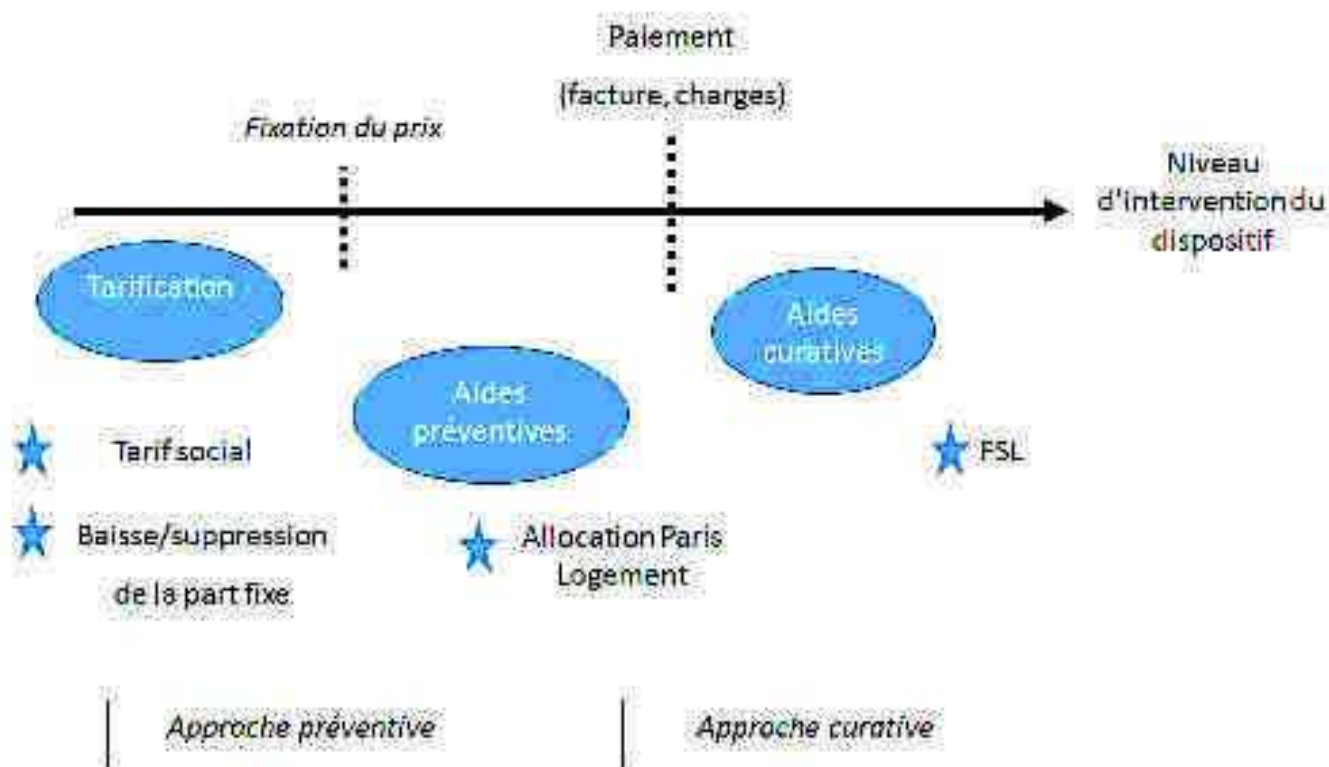 Paiement
(facture, charges)
Fixation du prix
Niveau
d'intervention du
dispositif
Tarification
Aides
curatives
Aides
préventives
Tarif social
FSL
Baisse/suppression
de la part fixe
Allocation Paris
Logement
Approche préventive
Approche curative